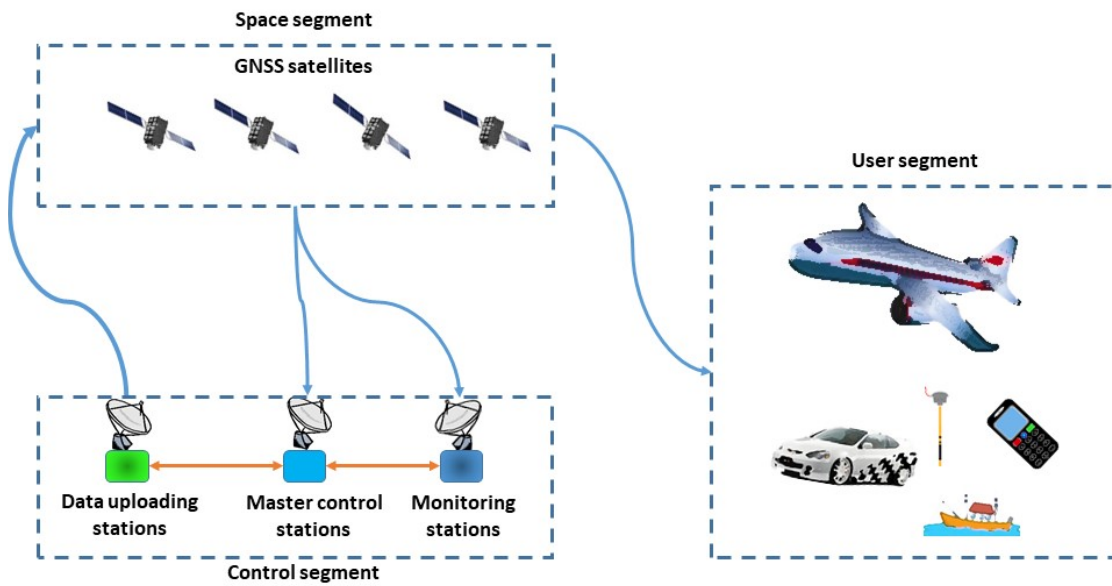 Space segment
GNSS satellites
User segment
Data uploading
stations
Master control
stations
Monitoring
stations
Control segment